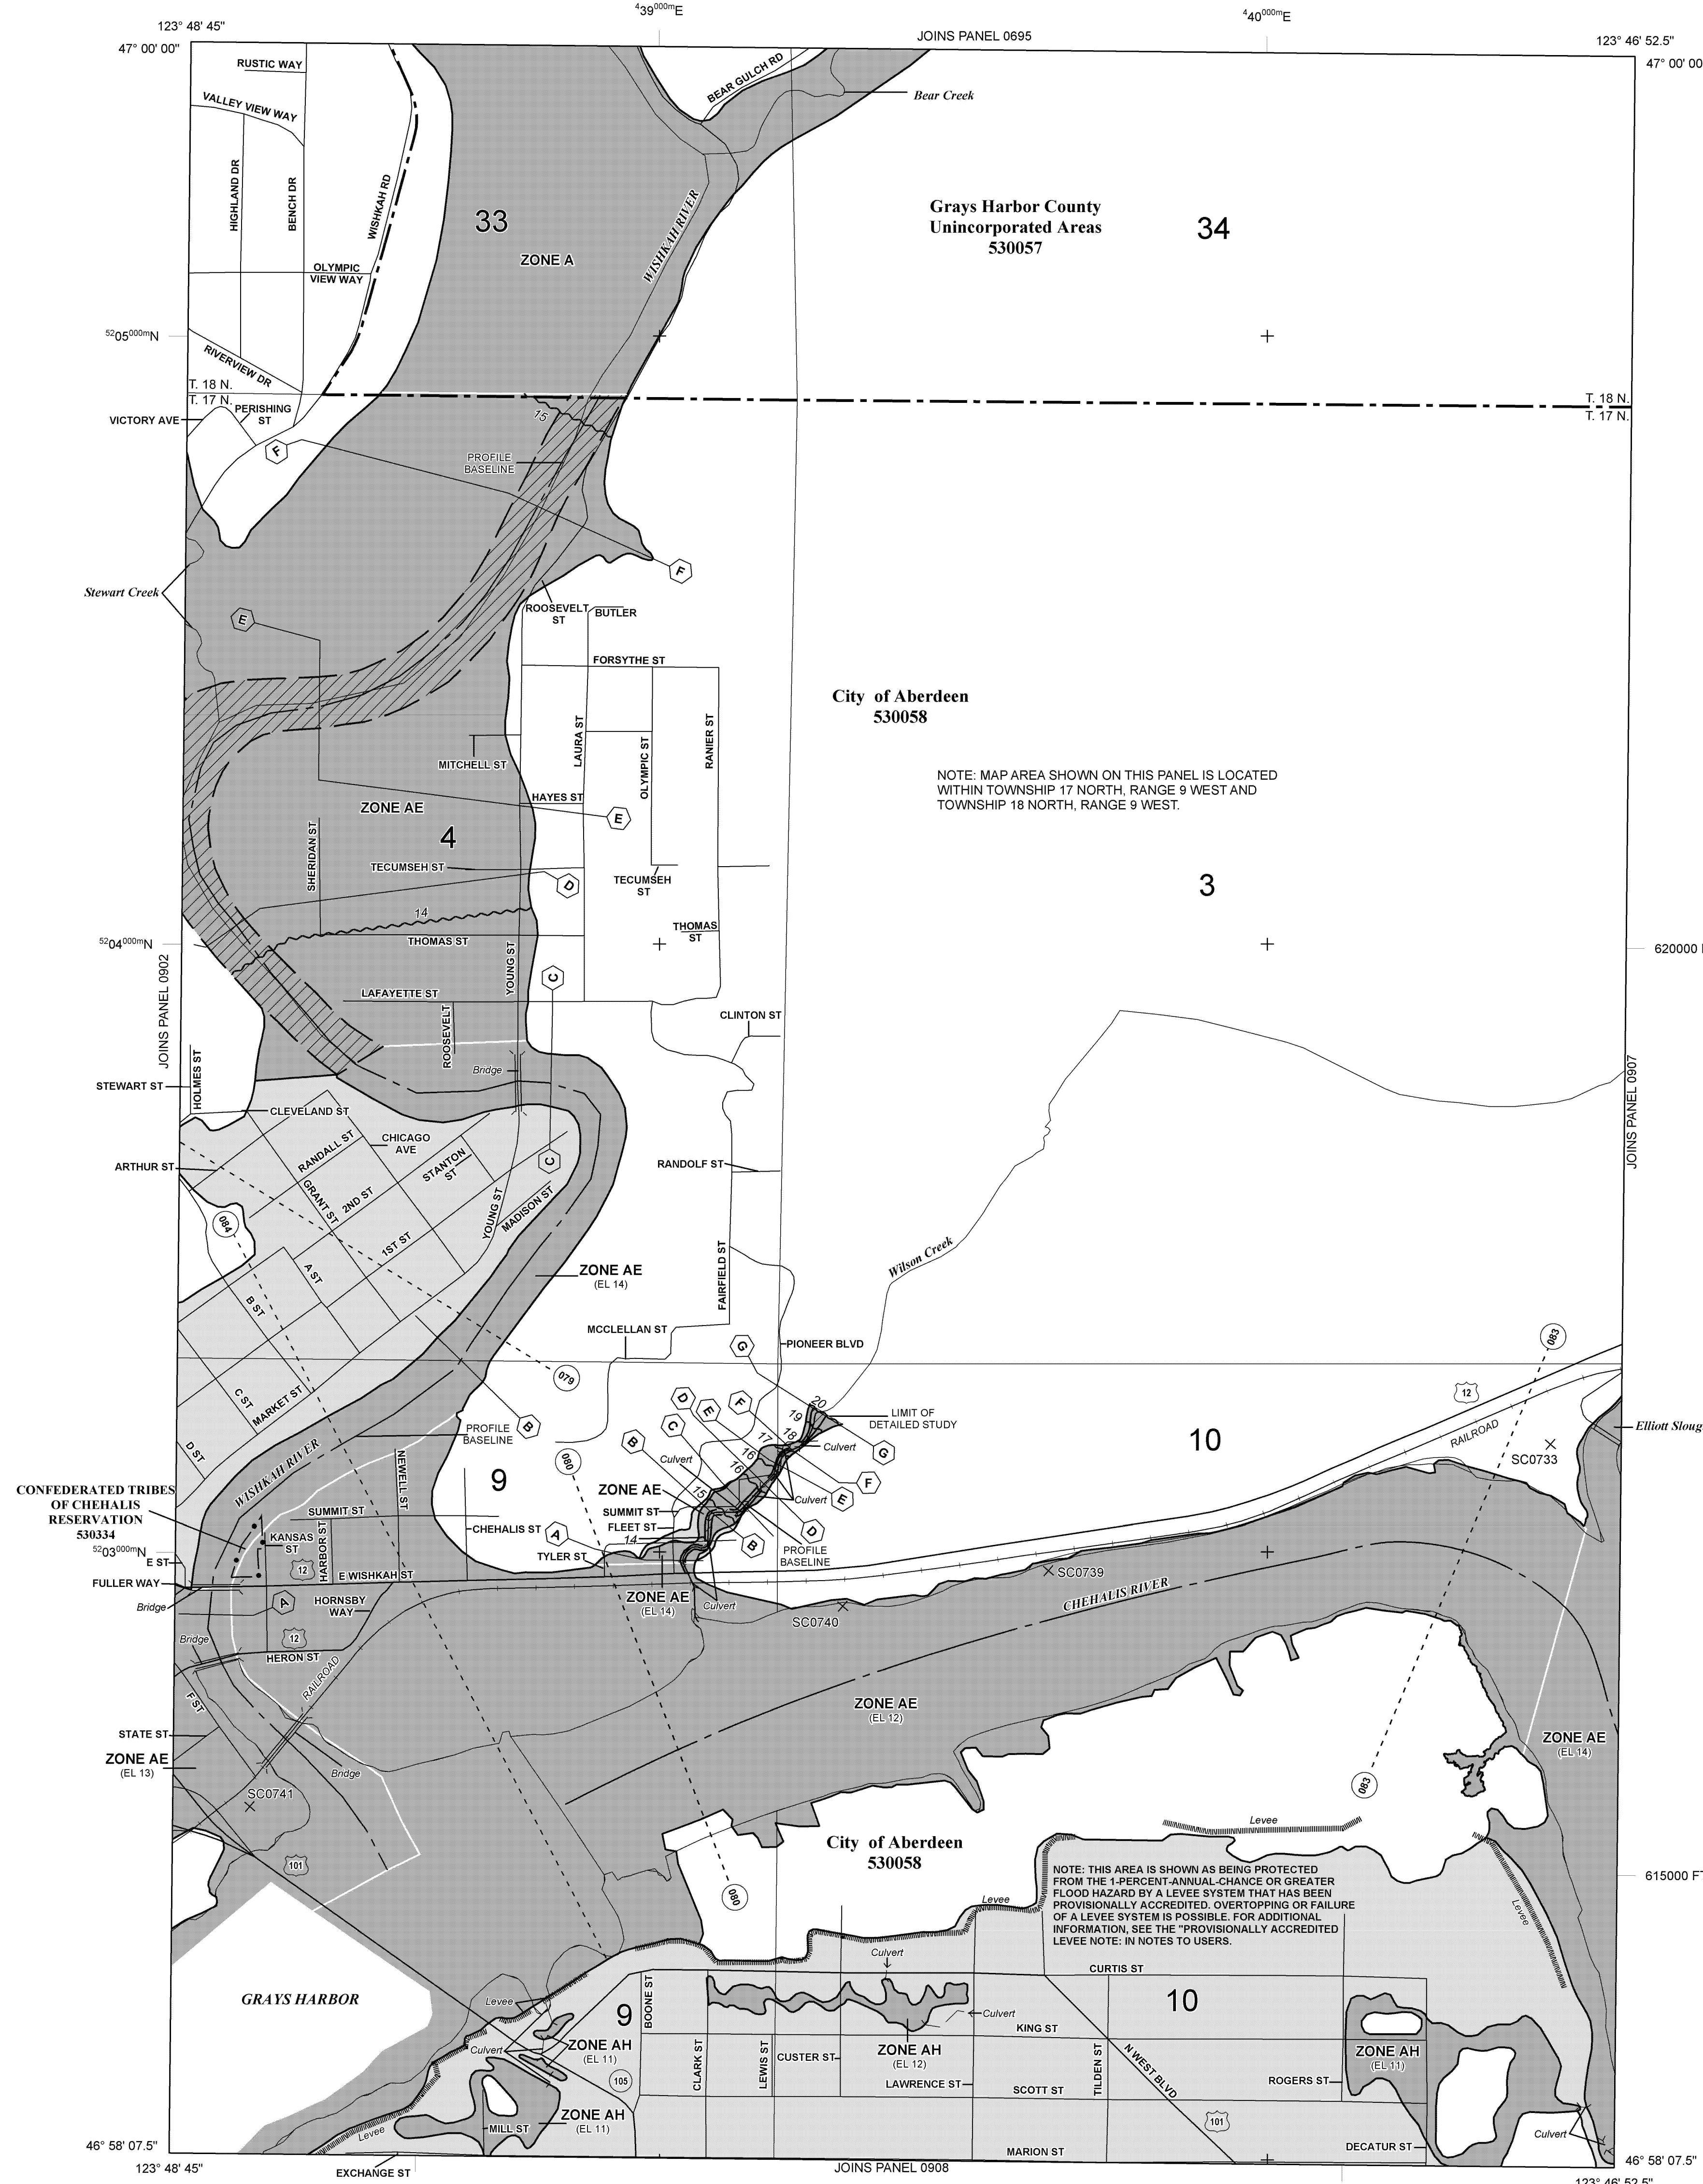 439000mE
440000mE
123° 48' 45"
JOINS PANEL 0695
123° 46' 52.5"
47° 00' 00"
47° 00' 00
RUSTIC WAY
BEAR GULCH RD
Bear Creek
VALLEY VIEW WAY
HIGHLAND DR
BENCH DR
WISHKAH RD
33
ZONE A
WISHKAH RIVER
Grays Harbor County
Unincorporated Areas
530057
34
OLYMPIC
VIEW WAY
5205000mN
RIVERVIEW DR
T. 18 N.
T. 17 N.
T. 18 N.
T. 17 N.
VICTORY AVE
PERISHING
ST
15
F
PROFILE
BASELINE
F
Stewart Creek
E
ROOSEVELT
ST
BUTLER
FORSYTHE ST
City of Aberdeen
530058
LAURA ST
OLYMPIC ST
RANIER ST
MITCHELL ST
NOTE: MAP AREA SHOWN ON THIS PANEL IS LOCATED
WITHIN TOWNSHIP 17 NORTH, RANGE 9 WEST AND
TOWNSHIP 18 NORTH, RANGE 9 WEST.
HAYES ST
ZONE AE
4
E
SHERIDAN ST
TECUMSEH ST
D
TECUMSEH
ST
3
14
THOMAS ST
THOMAS
ST
YOUNG ST
5204000mN
620000
C
JOINS PANEL 0902
LAFAYETTE ST
ROOSEVELT
CLINTON ST
Bridge
HOLMES ST
STEWART ST
JOINS PANEL 0907
CLEVELAND ST
RANDALL ST
CHICAGO
AVE
STANTON
ST
C
ARTHUR ST
RANDOLF ST
GRANT ST
2ND ST
YOUNG ST
MADISON ST
084
1ST ST
A ST
B ST
ZONE AE
(EL 14)
FAIRFIELD ST
Wilson Creek
MCCLELLAN ST
G
PIONEER BLVD
083
079
C ST
MARKET ST
B
12
D ST
PROFILE
BASELINE
WISHKAH RIVER
D
E
F
20
19
LIMIT OF
DETAILED STUDY
C
B
18
17
16
16
Culvert
G
Culvert
RAILROAD
SC0733
10
Elliott Sloug
080
NEWELL ST
9
F
E
CONFEDERATED TRIBES
OF CHEHALIS
RESERVATION
530334
ZONE AE
15
Culvert
SUMMIT ST
SUMMIT ST
FLEET ST
CHEHALIS ST
A
14
D
B
PROFILE
BASELINE
KANSAS
ST
HARBOR ST
5203000mN
TYLER ST
E ST
12
E WISHKAH ST
FULLER WAY
Bridge
A
HORNSBY
WAY
ZONE AE
(EL 14)
Culvert
SC0740
SC0739
CHEHALIS RIVER
Bridge
12
HERON ST
RAILROAD
F ST
STATE ST
ZONE AE
(EL 13)
Bridge
ZONE AE
(EL 12)
ZONE AE
(EL 14)
SC0741
083
Levee
City of Aberdeen
530058
101
NOTE: THIS AREA IS SHOWN AS BEING PROTECTED
FROM THE 1-PERCENT-ANNUAL-CHANCE OR GREATER
FLOOD HAZARD BY A LEVEE SYSTEM THAT HAS BEEN
PROVISIONALLY ACCREDITED. OVERTOPPING OR FAILURE
OF A LEVEE SYSTEM IS POSSIBLE. FOR ADDITIONAL
INFORMATION, SEE THE "PROVISIONALLY ACCREDITED
LEVEE NOTE: IN NOTES TO USERS.
615000 FT
080
Levee
Levee
Culvert
CURTIS ST
GRAYS HARBOR
Levee
BOONE ST
9
Culvert
10
KING ST
Culvert
ZONE AH
(EL 11)
CLARK ST
LEWIS ST
CUSTER ST
ZONE AH
(EL 12)
TILDEN ST
N WEST BLVD
ZONE AH
(EL 11)
105
LAWRENCE ST
SCOTT ST
ROGERS ST
ZONE AH
(EL 11)
MILL ST
Levee
101
Culvert
46° 58' 07.5"
MARION ST
DECATUR ST
46° 58' 07.5"
123° 48' 45"
EXCHANGE ST
JOINS PANEL 0908
123° 46' 52.5"